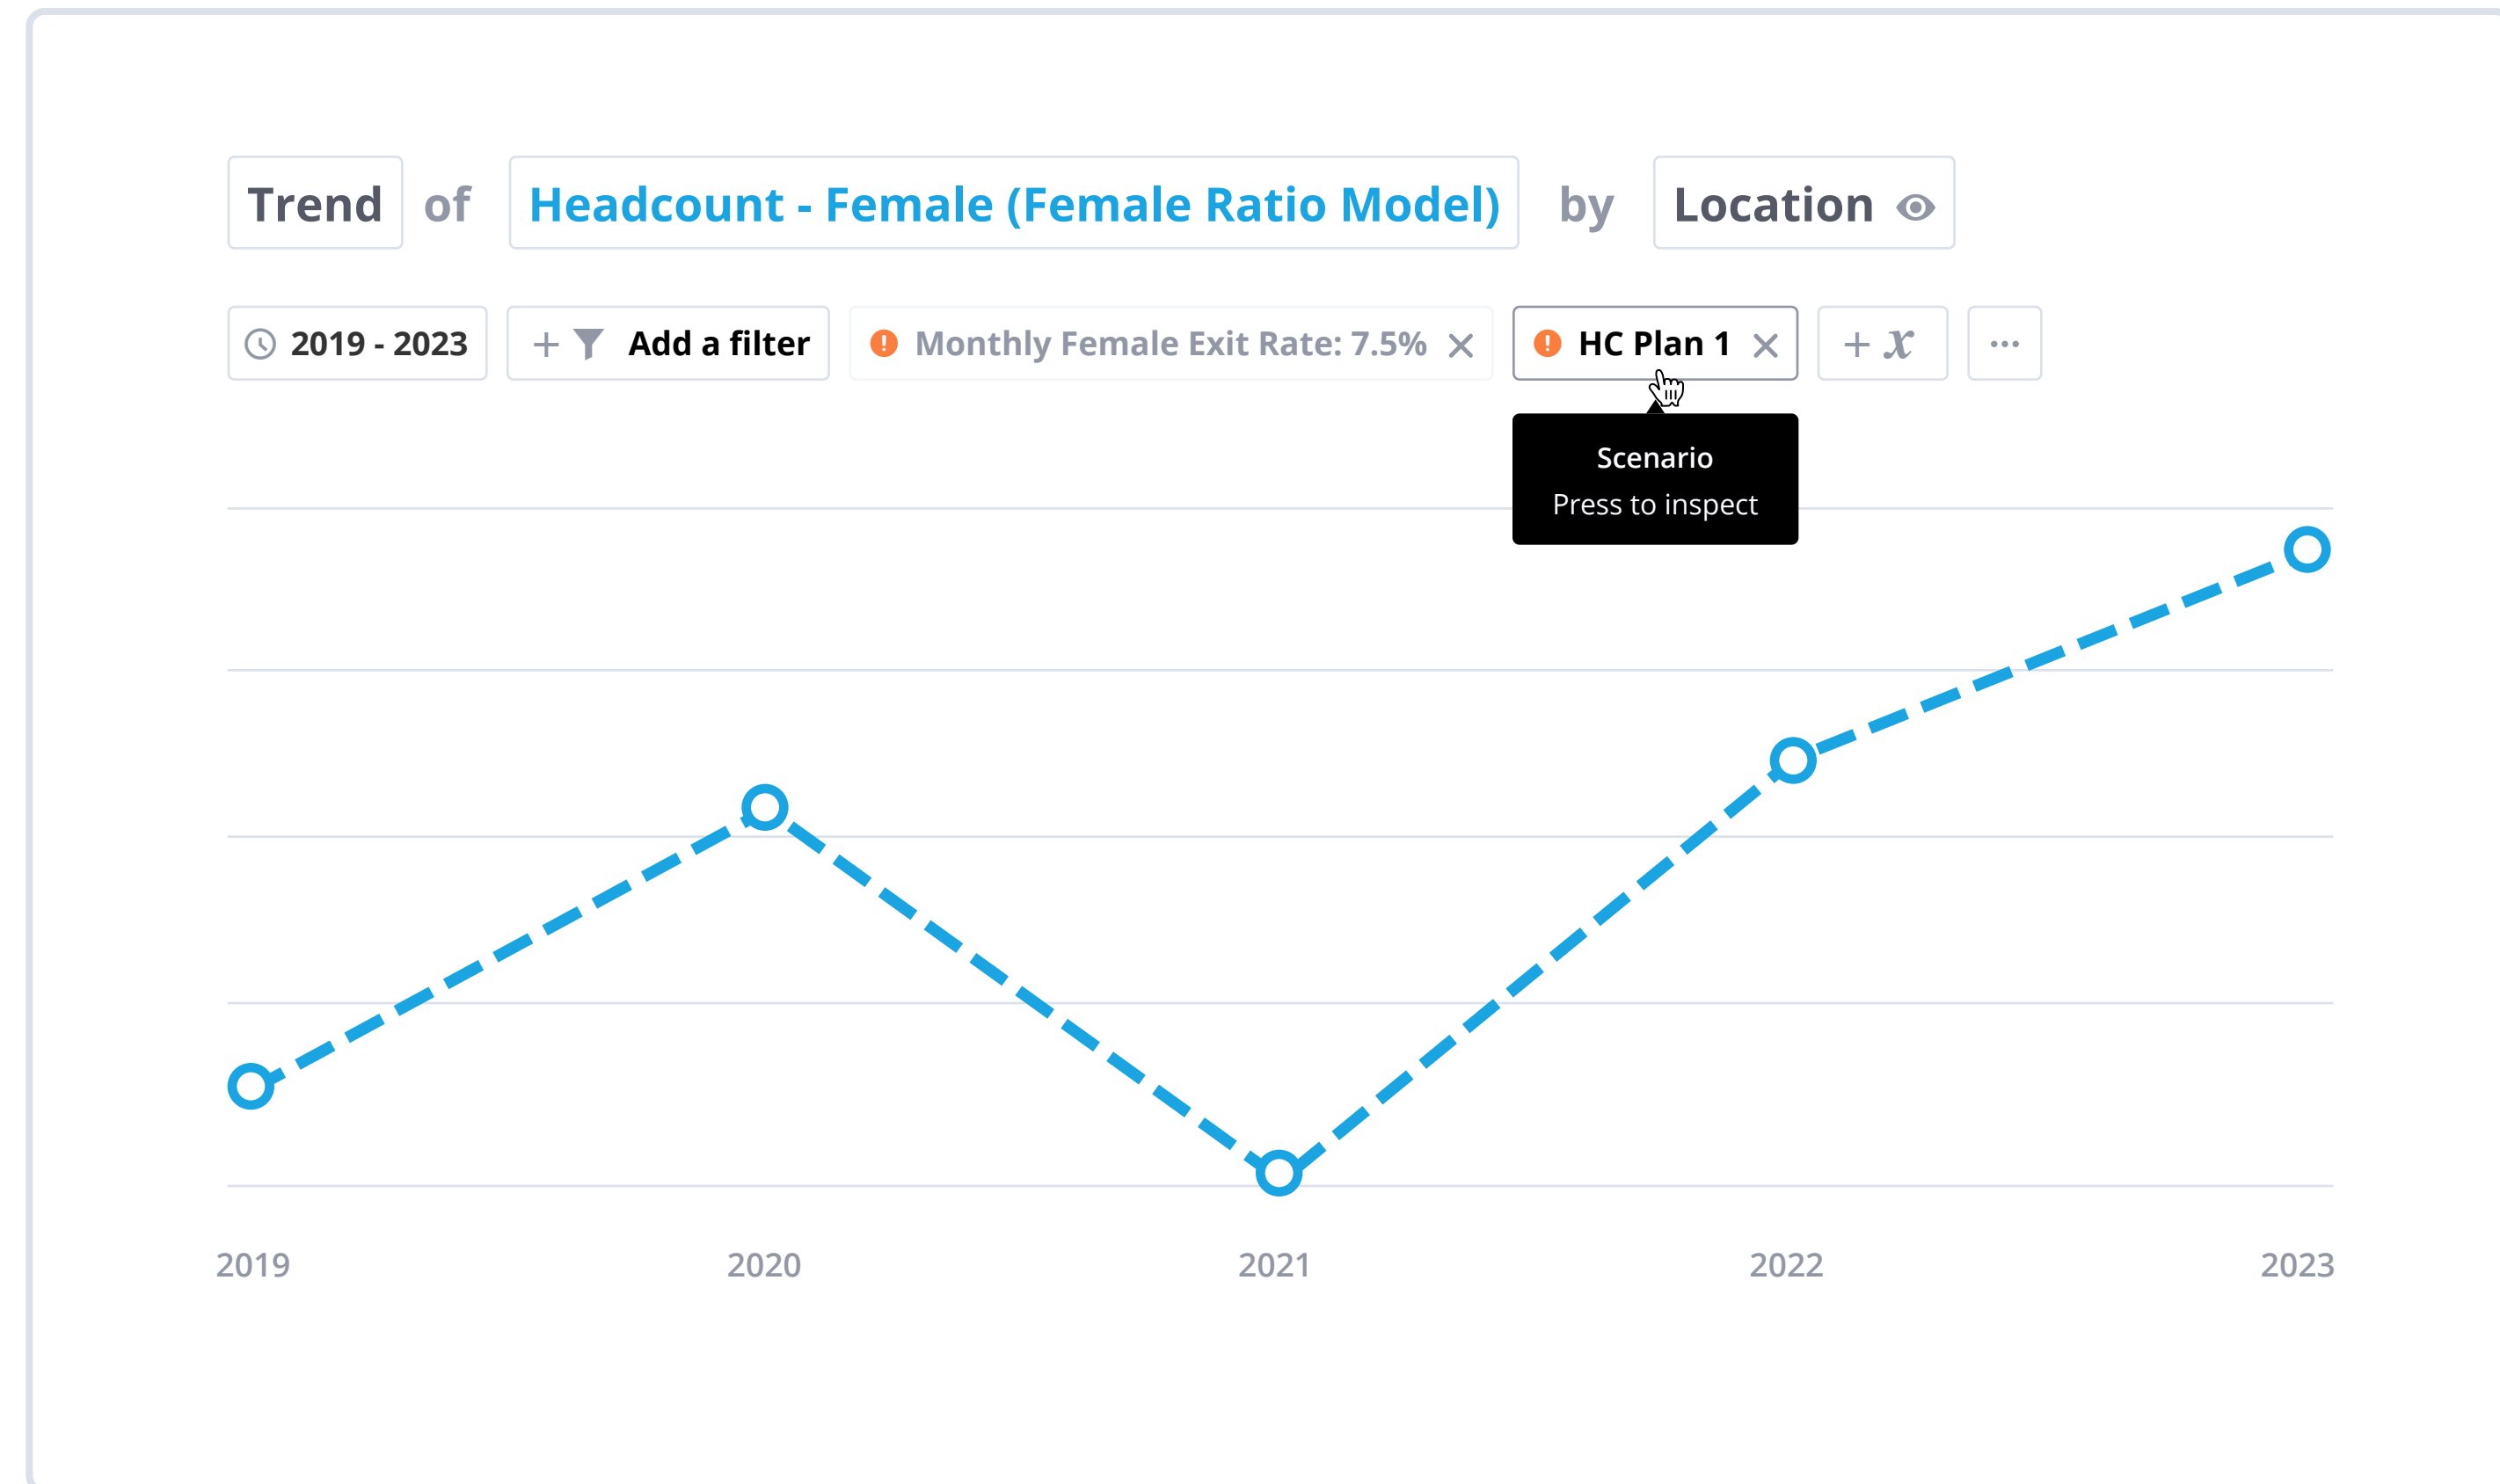 Trend of Headcount - Female (Female Ratio Model) by Location
2019 - 2023 + Add a filter Monthly Female Exit Rate: 7.5% HC Plan 1 + x ...
Scenario
Press to inspect
2019 2020 2021 2022 2023